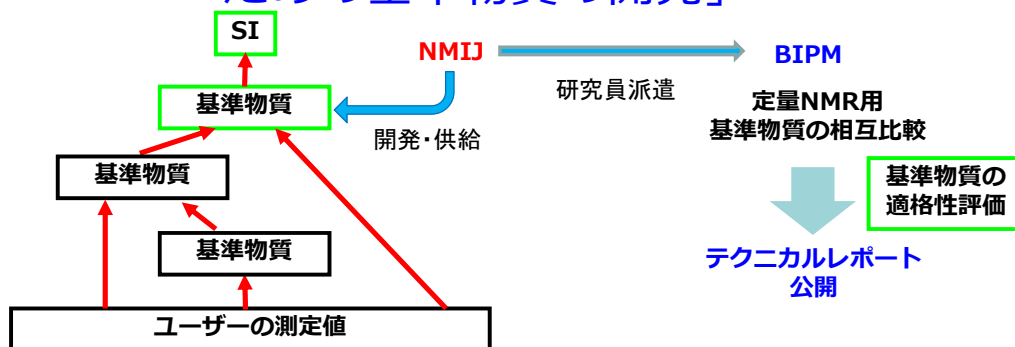 SI
NMIJ
BIPM
研究員派遣
基準物質
開発・供給
定量NMR用
基準物質の相互比較
基準物質
基準物質の
適格性評価
基準物質
テクニカルレポート
公開
ユーザーの測定値